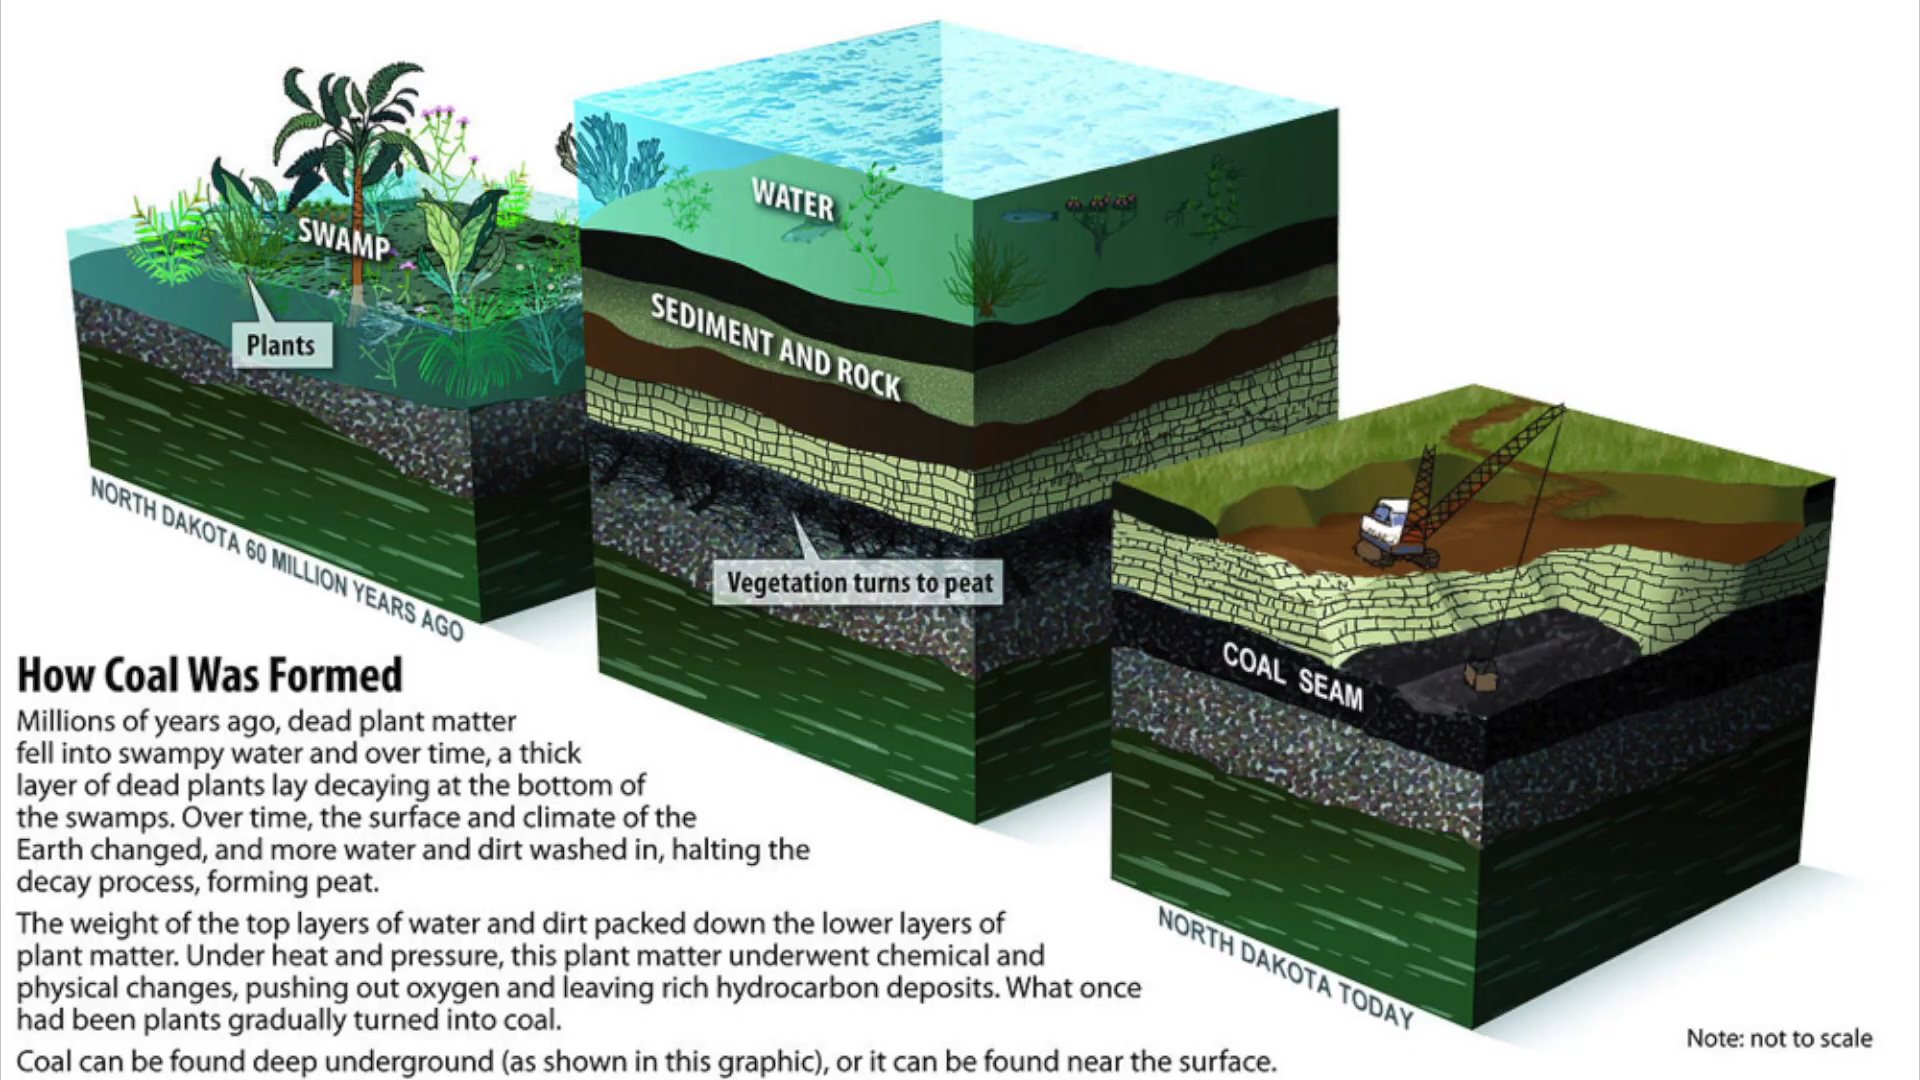 SWAMP
Plants
NORTH DAKOTA 60 MILLION YEARS AGO
WATER
SEDIMENT AND ROCK
Vegetation turns to peat
COAL SEAM
NORTH DAKOTA TODAY
How Coal Was Formed
Millions of years ago, dead plant matter
fell into swampy water and over time, a thick
layer of dead plants lay decaying at the bottom of
the swamps. Over time, the surface and climate of the
Earth changed, and more water and dirt washed in, halting the
decay process, forming peat.
The weight of the top layers of water and dirt packed down the lower layers of
plant matter. Under heat and pressure, this plant matter underwent chemical and
physical changes, pushing out oxygen and leaving rich hydrocarbon deposits. What once
had been plants gradually turned into coal.
Coal can be found deep underground (as shown in this graphic), or it can be found near the surface.
Note: not to scale